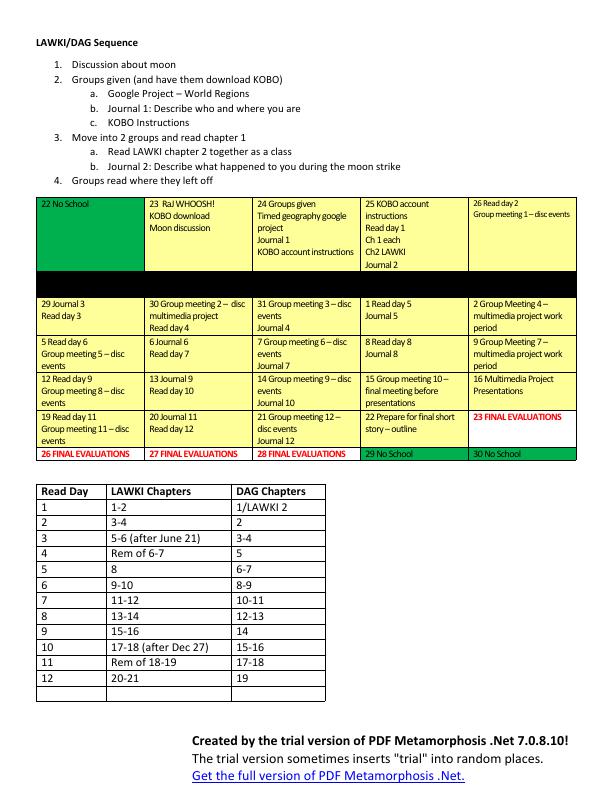 LAWKI/DAG Sequence
1. Discussion about moon
2. Groups given (and have them download KOBO)
a. Google Project – World Regions
b. Journal 1: Describe who and where you are
c. KOBO Instructions
3. Move into 2 groups and read chapter 1
a. Read LAWKI chapter 2 together as a class
b. Journal 2: Describe what happened to you during the moon strike
4. Groups read where they left off
22 No School
23 RaJ WHOOSH!
KOBO download
Moon discussion
24 Groups given
Timed geography google
project
Journal 1
KOBO account instructions
25 KOBO account
instructions
Read day 1
Ch 1 each
Ch2 LAWKI
Journal 2
26 Read day 2
Group meeting 1 – disc events
29 Journal 3
Read day 3
30 Group meeting 2 – disc
multimedia project
Read day 4
31 Group meeting 3 – disc
events
Journal 4
1 Read day 5
Journal 5
2 Group Meeting 4 –
multimedia project work
period
5 Read day 6
Group meeting 5 – disc
events
6 Journal 6
Read day 7
7 Group meeting 6 – disc
events
Journal 7
8 Read day 8
Journal 8
9 Group Meeting 7 –
multimedia project work
period
12 Read day 9
Group meeting 8 – disc
events
13 Journal 9
Read day 10
14 Group meeting 9 – disc
events
Journal 10
15 Group meeting 10 –
final meeting before
presentations
16 Multimedia Project
Presentations
19 Read day 11
Group meeting 11 – disc
events
20 Journal 11
Read day 12
21 Group meeting 12 –
disc events
Journal 12
22 Prepare for final short
story – outline
23 FINAL EVALUATIONS
26 FINAL EVALUATIONS
27 FINAL EVALUATIONS
28 FINAL EVALUATIONS
29 No School
30 No School
Read Day LAWKI Chapters DAG Chapters
1 1-2 1/LAWKI 2
2 3-4 2
3 5-6 (after June 21) 3-4
4 Rem of 6-7 5
5 8 6-7
6 9-10 8-9
7 11-12 10-11
8 13-14 12-13
9 15-16 14
10 17-18 (after Dec 27) 15-16
11 Rem of 18-19 17-18
12 20-21 19
Created by the trial version of PDF Metamorphosis .Net 7.0.8.10!
The trial version sometimes inserts "trial" into random places.
Get the full version of PDF Metamorphosis .Net.